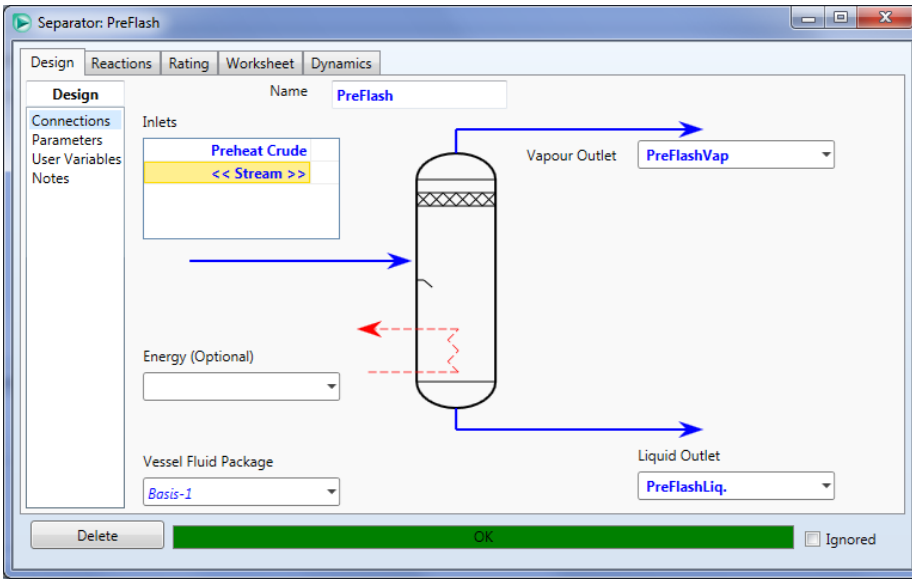 Separator: PreFlash
Design Reactions Rating Worksheet Dynamics
Design
Connections
Parameters
User Variables
Notes
Name PreFlash
Inlets
Preheat Crude
<< Stream >>
Vapour Outlet PreFlashVap
Energy (Optional)
Vessel Fluid Package
Basis-1
Liquid Outlet
PreFlashLiq.
Delete OK Ignored